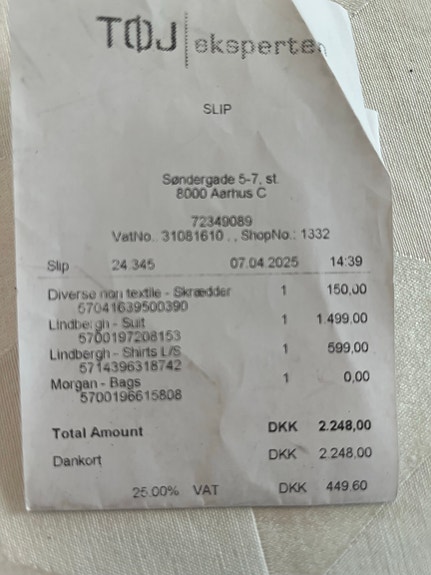 TØJ eksperten
SLIP
Søndergade 5-7, st.
8000 Aarhus C
72349089
VatNo.: 31081610 , , ShopNo.: 1332
Slip 24.345 07.04.2025 14:39
Diverse non textile - Skrædder 1 150,00
57041639500390
Lindbergh - Suit 1 1.499,00
5700197208153
Lindbergh - Shirts L/S 1 599,00
5714396318742
Morgan - Bags 1 0,00
5700196615808
Total Amount DKK 2.248,00
Dankort DKK 2.248,00
25.00% VAT DKK 449,60